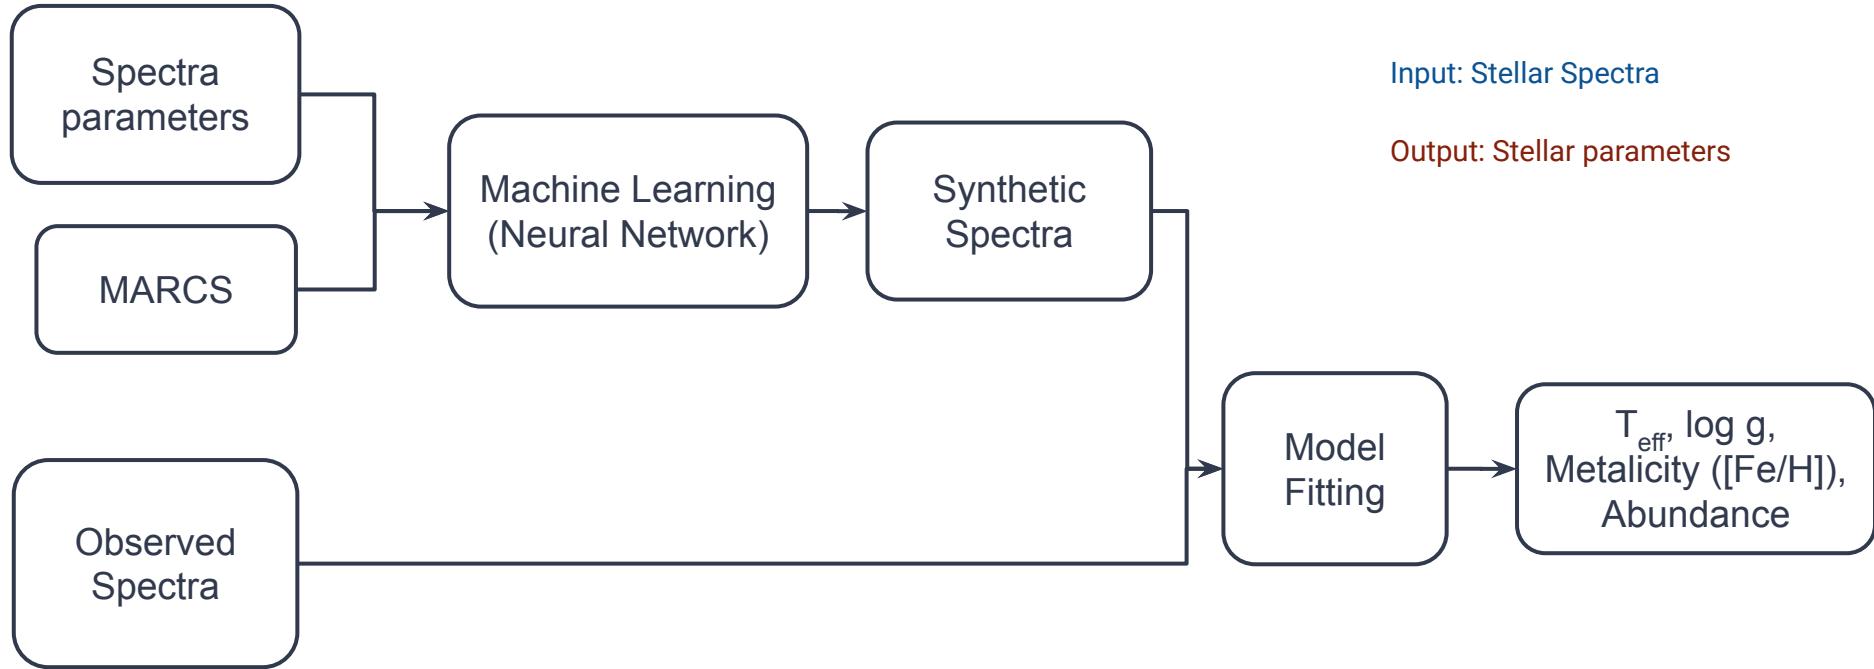 Spectra
parameters
MARCS
Machine Learning
(Neural Network)
Synthetic
Spectra
Input: Stellar Spectra
Output: Stellar parameters
Observed
Spectra
Model
Fitting
T_eff, log g,
Metalicity ([Fe/H]),
Abundance